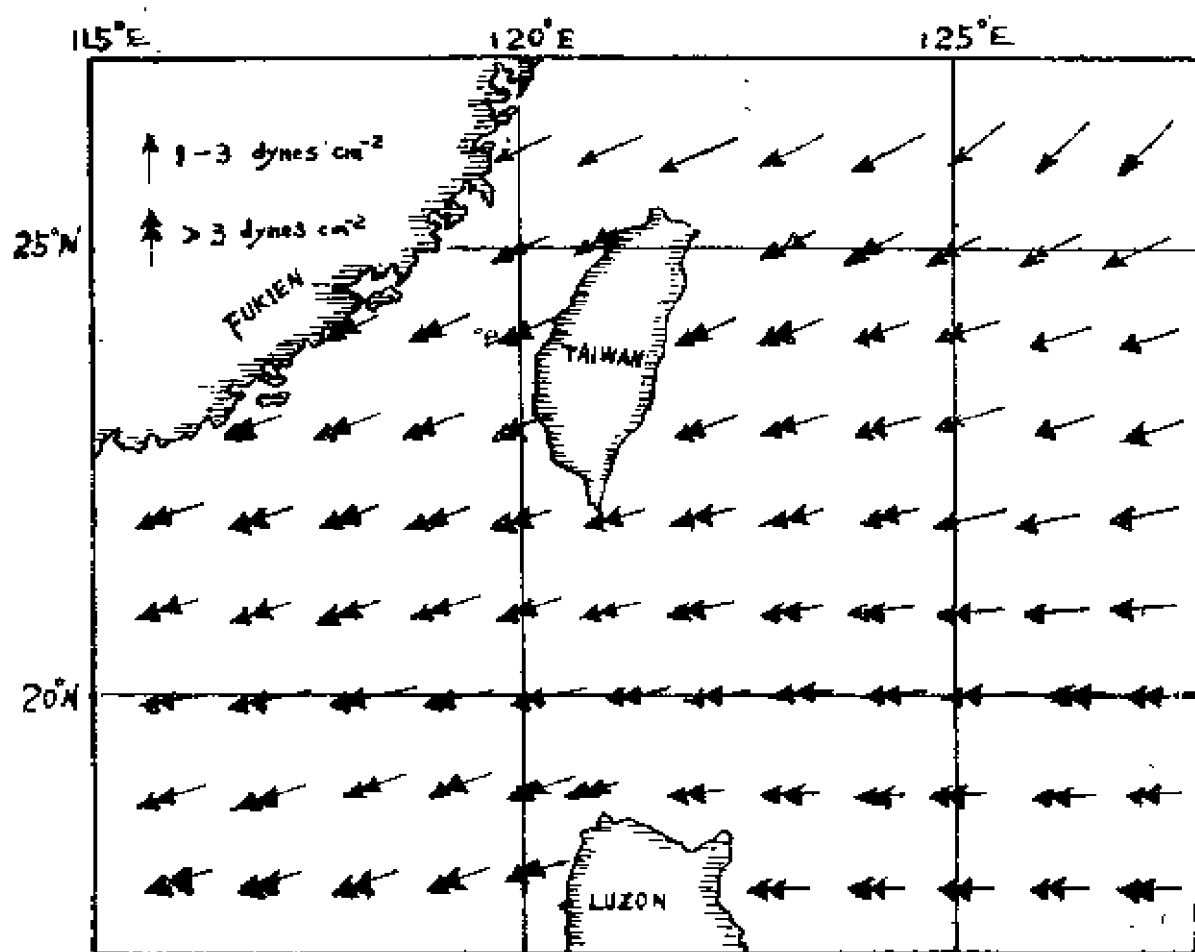 115°E 120°E 125°E
1-3 dynes cm⁻²
> 3 dynes cm⁻²
25°N
FUKIEN
TAIWAN
20°N
LUZON